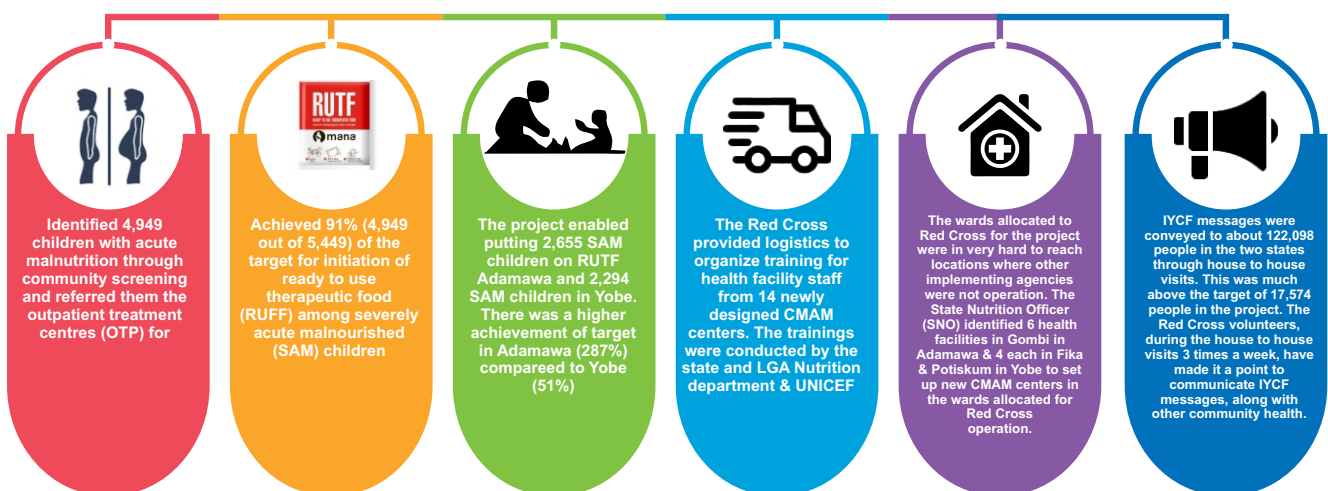 Identified 4,949
children with acute
malnutrition through
community screening
and referred them the
outpatient treatment
centres (OTP) for
RUTF
mana
Achieved 91% (4,949
out of 5,449) of the
target for initiation of
ready to use
therapeutic food
(RUFF) among severely
acute malnourished
(SAM) children
The project enabled
putting 2,655 SAM
children on RUTF
Adamawa and 2,294
SAM children in Yobe.
There was a higher
achievement of target
in Adamawa (287%)
compareed to Yobe
(51%)
The Red Cross
provided logistics to
organize training for
health facility staff
from 14 newly
designed CMAM
centers. The trainings
were conducted by the
state and LGA Nutrition
department & UNICEF
The wards allocated to
Red Cross for the project
were in very hard to reach
locations where other
implementing agencies
were not operation. The
State Nutrition Officer
(SNO) identified 6 health
facilities in Gombi in
Adamawa & 4 each in Fika
& Potiskum in Yobe to set
up new CMAM centers in
the wards allocated for
Red Cross
operation.
IYCF messages were
conveyed to about 122,098
people in the two states
through house to house
visits. This was much
above the target of 17,574
people in the project. The
Red Cross volunteers,
during the house to house
visits 3 times a week, have
made it a point to
communicate IYCF
messages, along with
other community health.